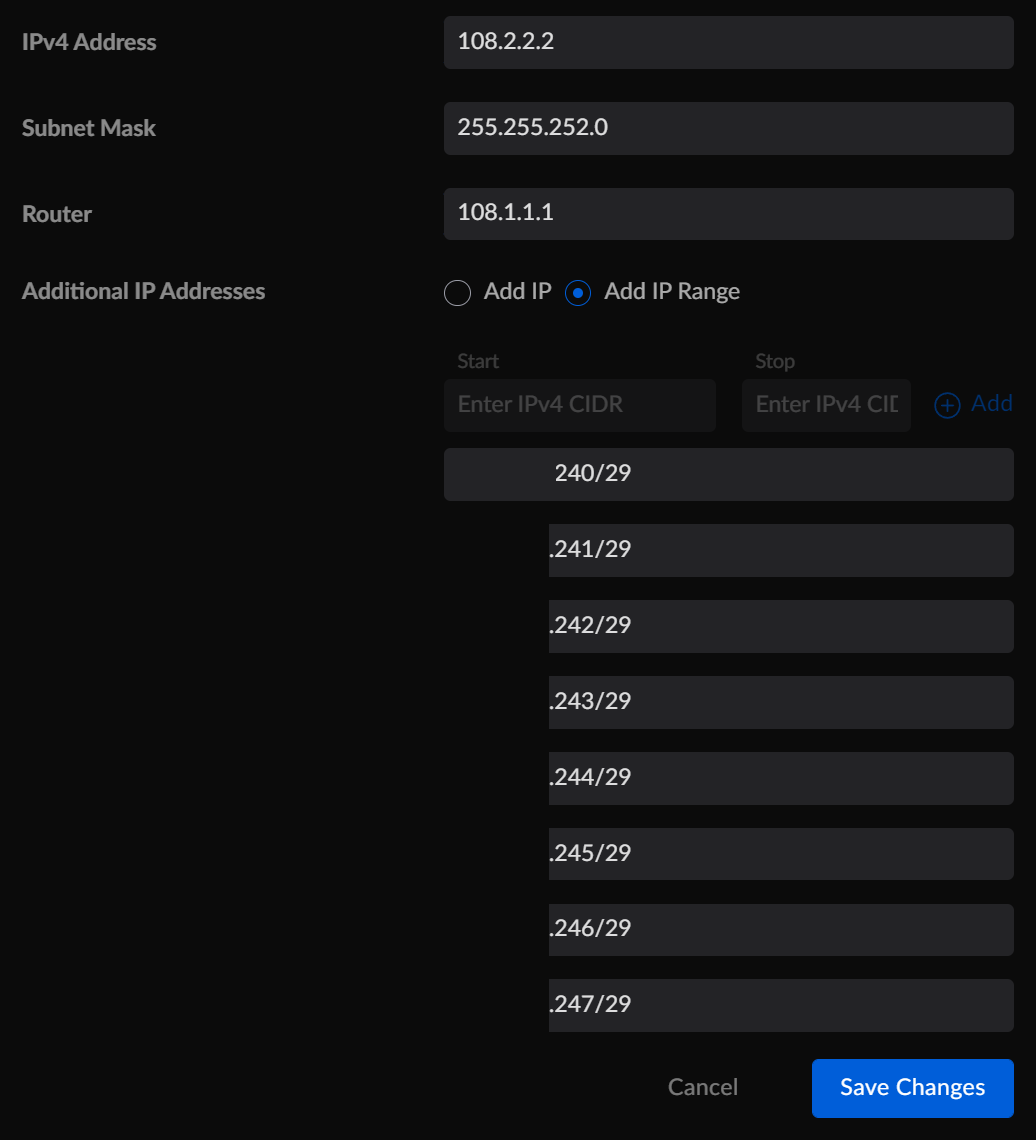 IPv4 Address 108.2.2.2
Subnet Mask 255.255.252.0
Router 108.1.1.1
Additional IP Addresses Add IP Add IP Range
Start Stop
Enter IPv4 CIDR Enter IPv4 CID Add
240/29
.241/29
.242/29
.243/29
.244/29
.245/29
.246/29
.247/29
Cancel Save Changes